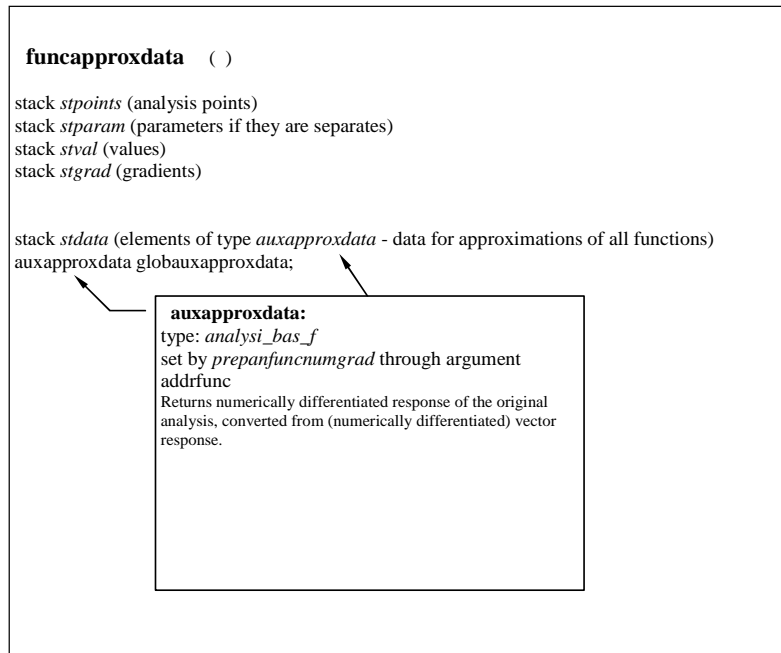 funcapproxdata ( )
stack stpoints (analysis points)
stack stparam (parameters if they are separates)
stack stval (values)
stack stgrad (gradients)
stack stdata (elements of type auxapproxdata - data for approximations of all functions)
auxapproxdata globauxapproxdata;
auxapproxdata:
type: analysi_bas_f
set by prepanfuncnumgrad through argument
addrfunc
Returns numerically differentiated response of the original
analysis, converted from (numerically differentiated) vector
response.